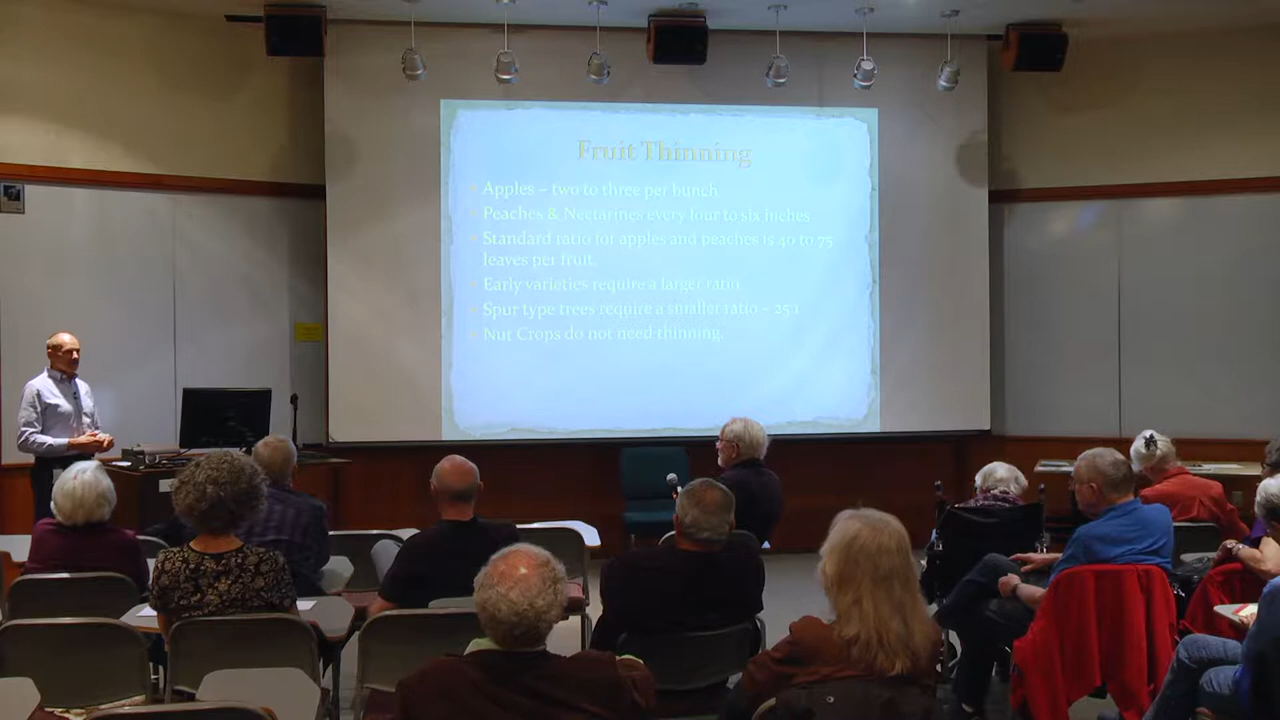 Fruit Thinning
Apples – two to three per bunch
Peaches & Nectarines every four to six inches
Standard ratio for apples and peaches is 40 to 75
leaves per fruit.
Early varieties require a larger ratio
Spur type trees require a smaller ratio – 25:1
Nut Crops do not need thinning.